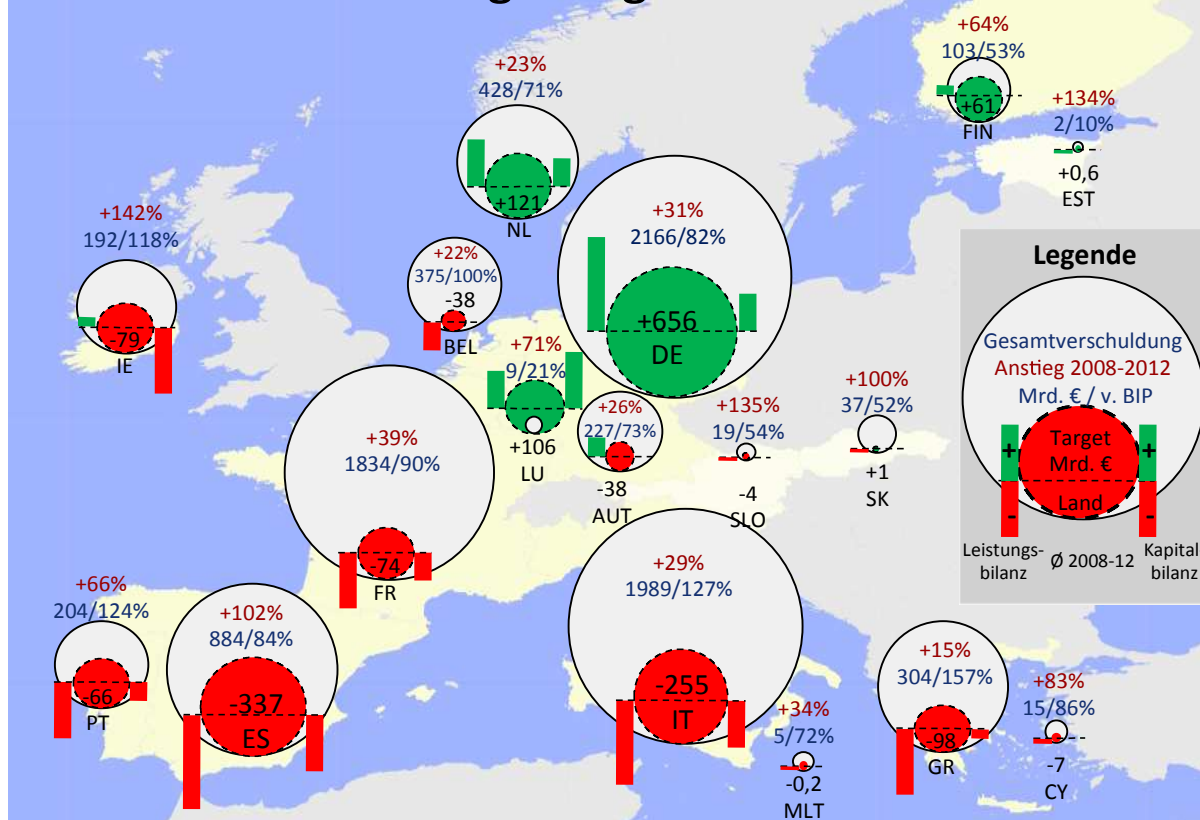 +64%
103/53%
+61
FIN
+134%
2/10%
+0,6
EST
+23%
428/71%
+121
NL
+142%
192/118%
-79
IE
+22%
375/100%
-38
BEL
+31%
2166/82%
+656
DE
+71%
9/21%
+106
LU
+26%
227/73%
-38
AUT
+135%
19/54%
-4
SLO
+100%
37/52%
+1
SK
+39%
1834/90%
-74
FR
+66%
204/124%
-66
PT
+102%
884/84%
-337
ES
+29%
1989/127%
-255
IT
+34%
5/72%
-0,2
MLT
+15%
304/157%
-98
GR
+83%
15/86%
-7
CY
Legende
Gesamtverschuldung
Anstieg 2008-2012
Mrd. € / v. BIP
+ Target +
Mrd. €
- Land -
Leistungs-
bilanz
Ø 2008-12
Kapital
bilanz